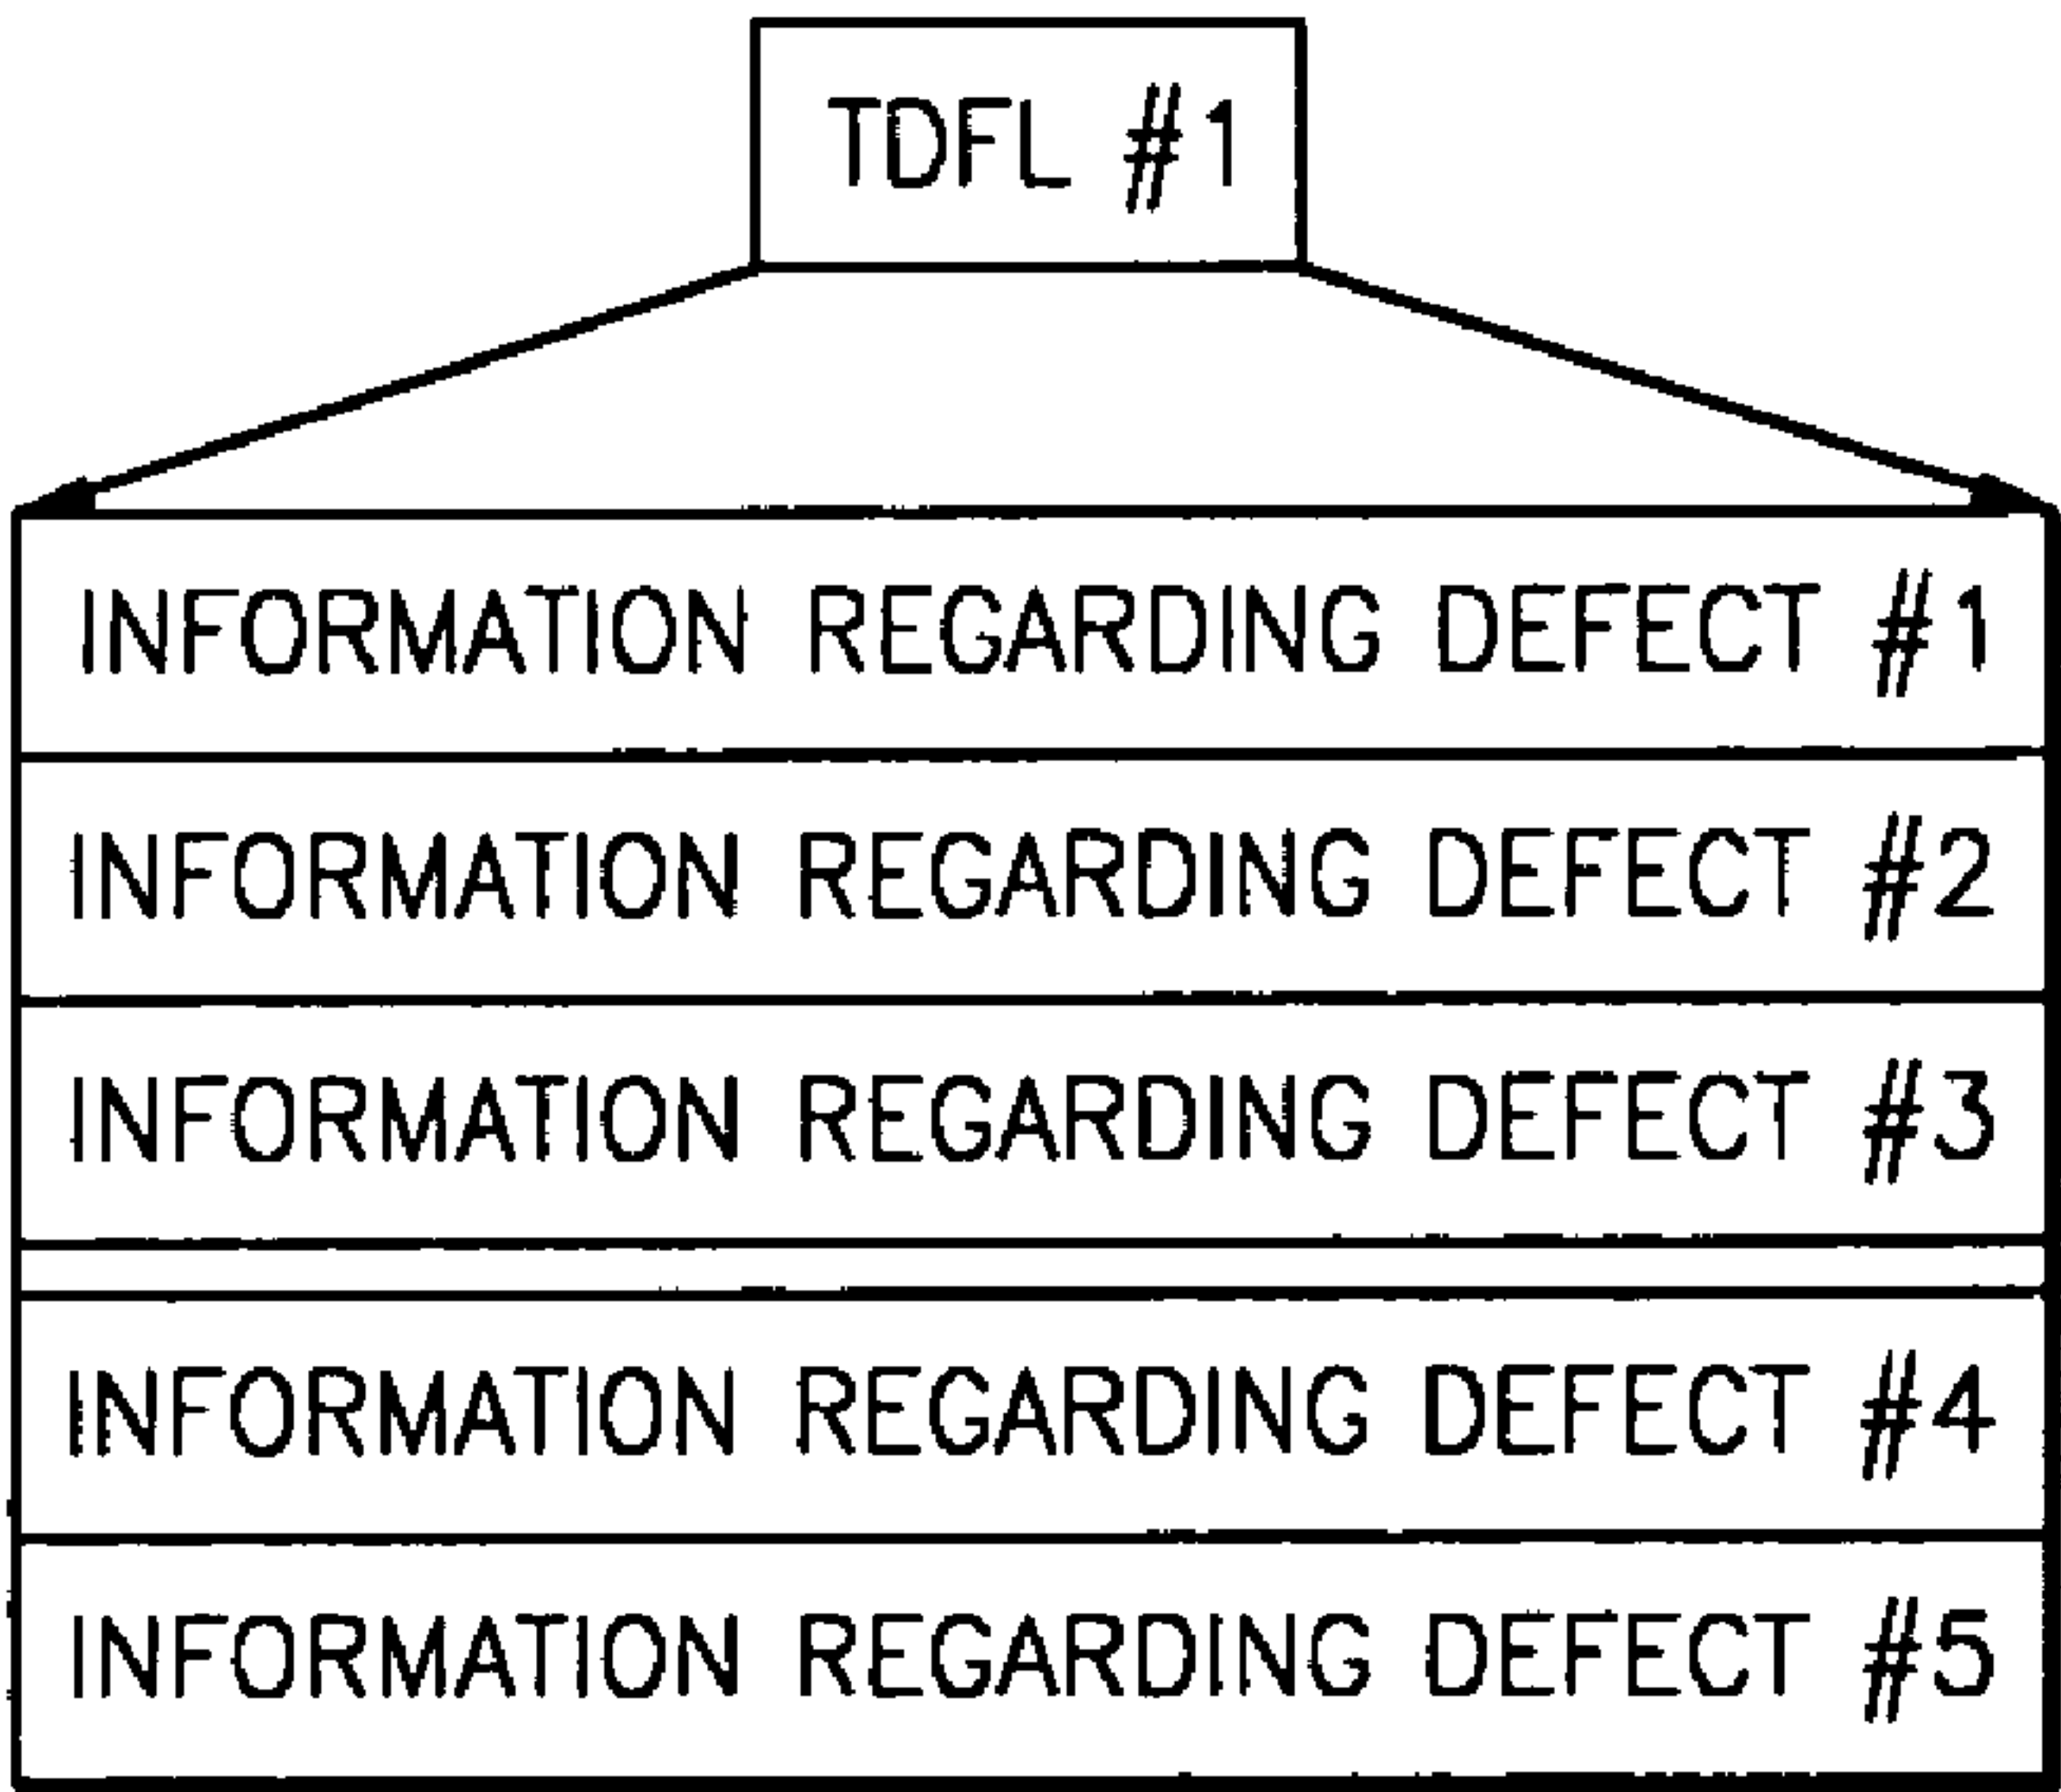 TDFL #1
INFORMATION REGARDING DEFECT #1
INFORMATION REGARDING DEFECT #2
INFORMATION REGARDING DEFECT #3
INFORMATION REGARDING DEFECT #4
INFORMATION REGARDING DEFECT #5